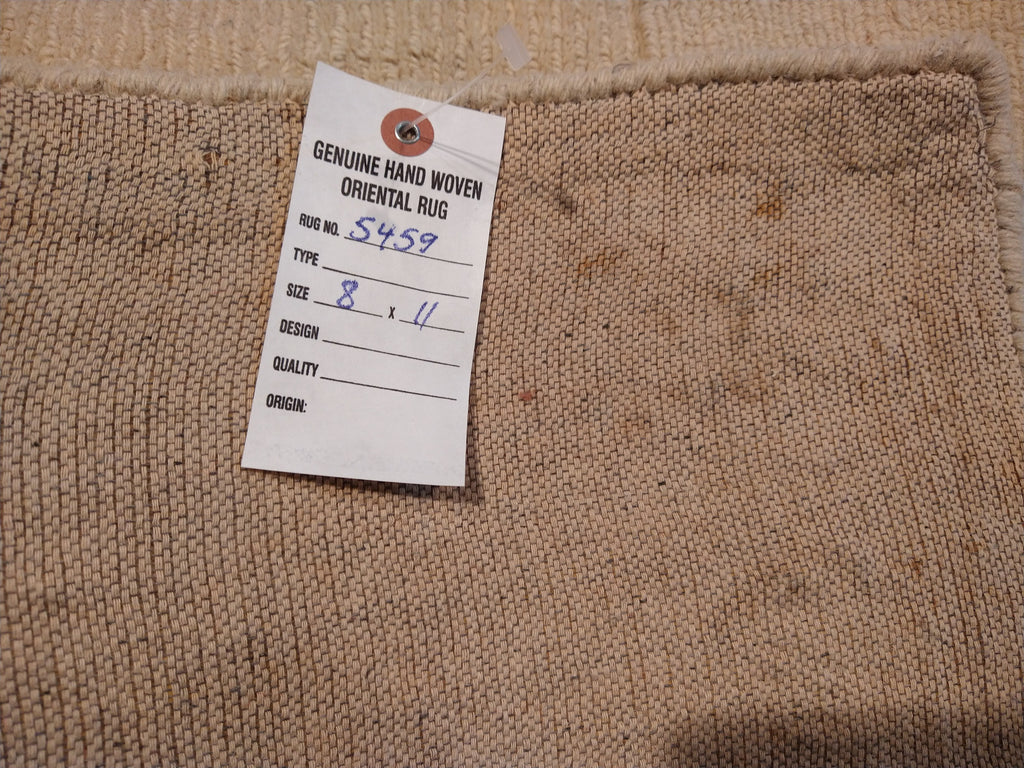 GENUINE HAND WOVEN
ORIENTAL RUG
RUG NO. 5459
TYPE
SIZE 8 X 11
DESIGN
QUALITY
ORIGIN: